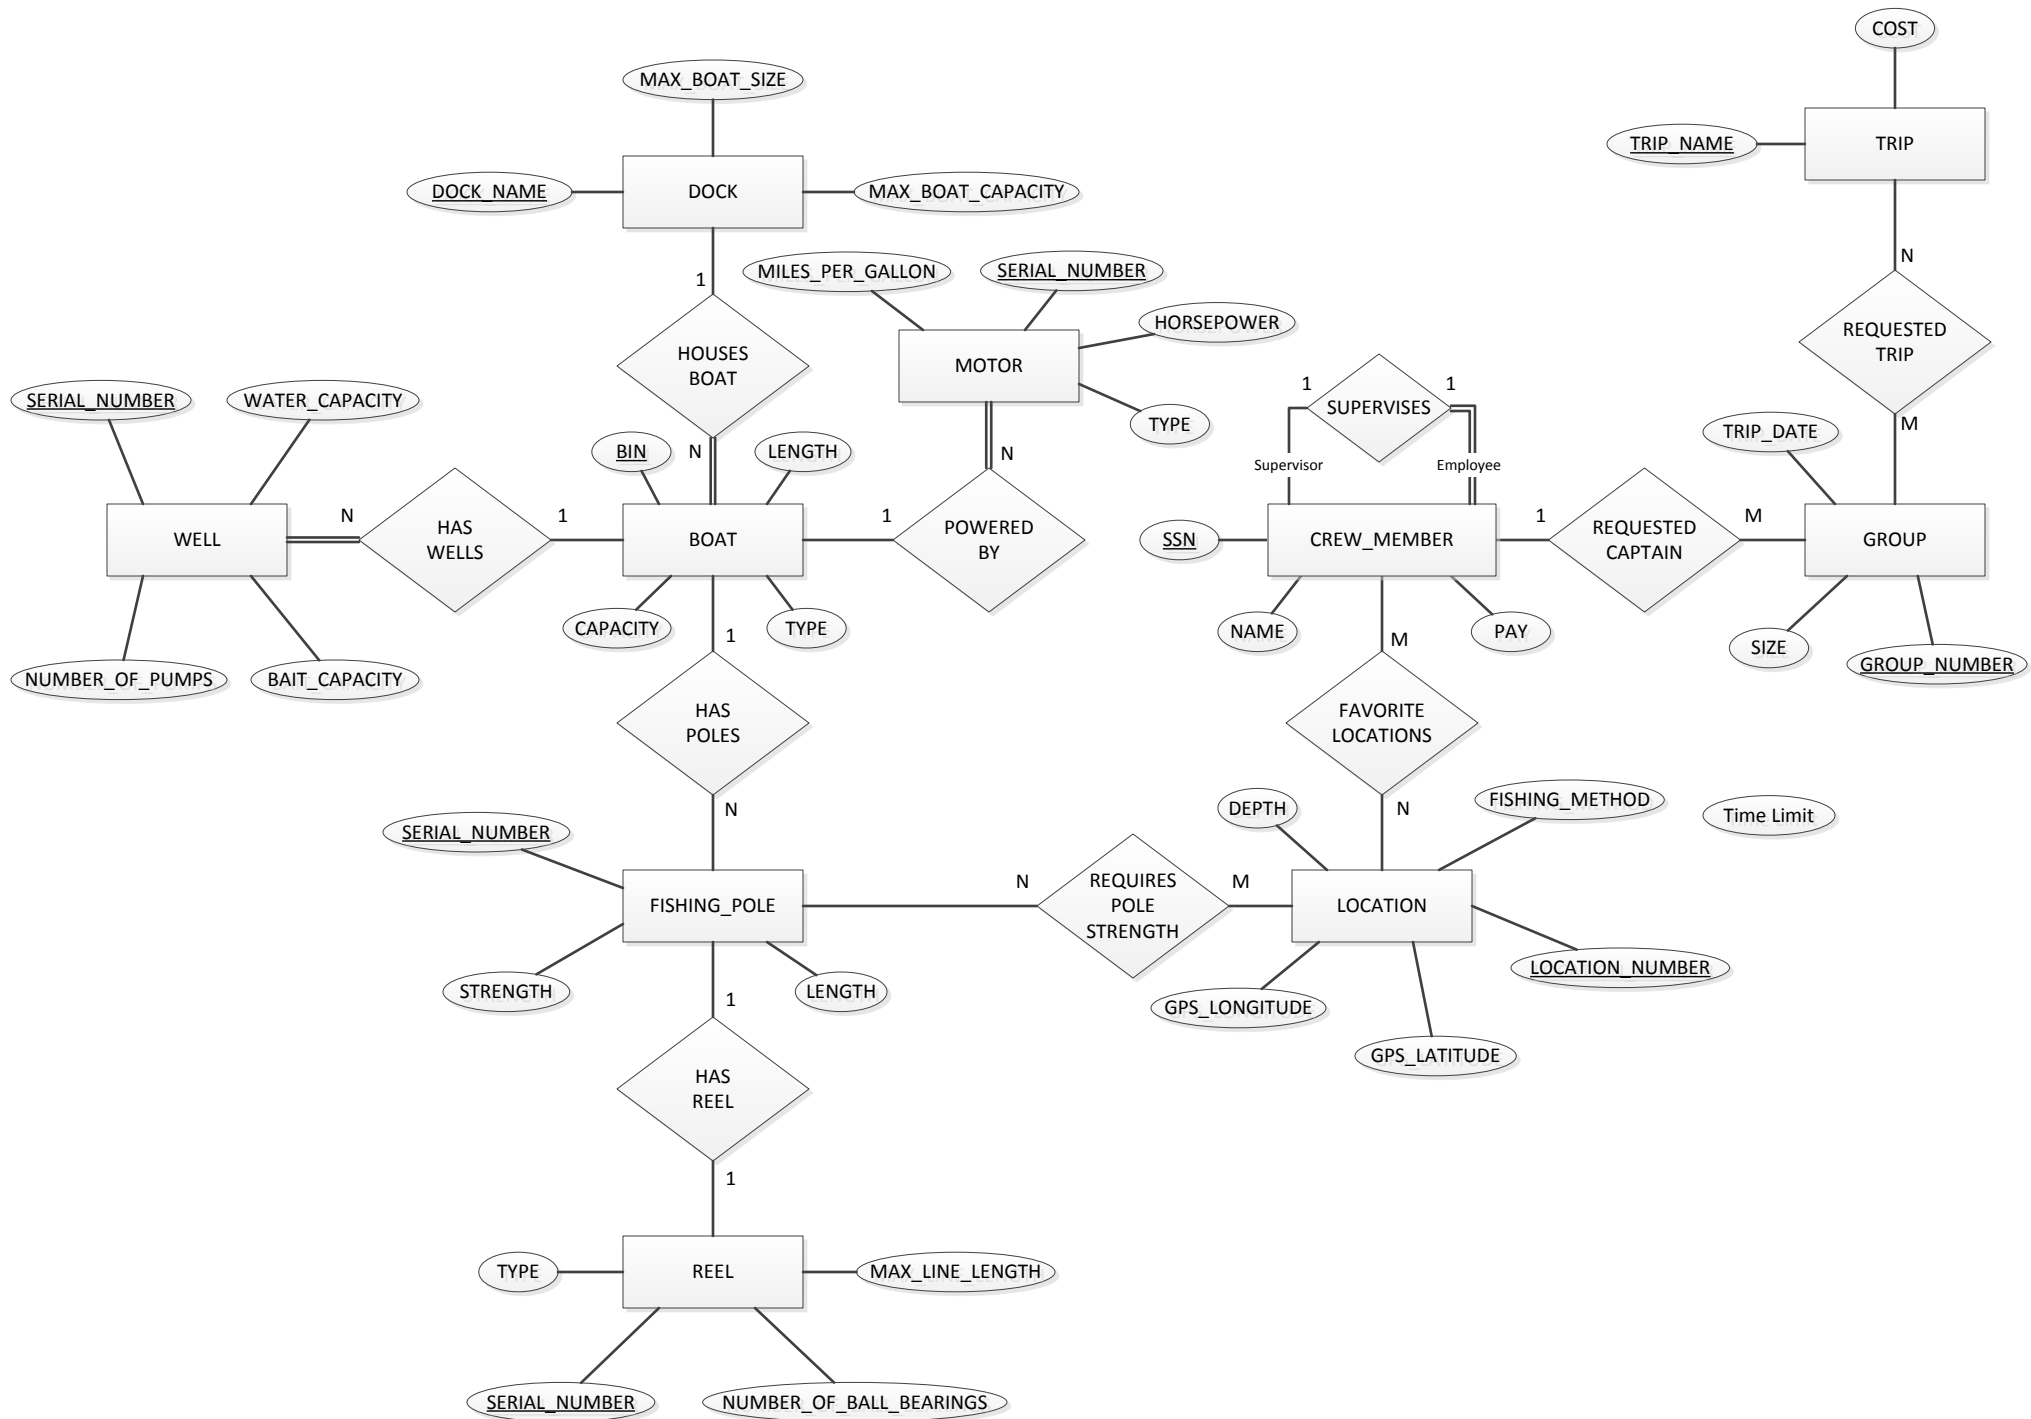 COST
MAX_BOAT_SIZE
TRIP_NAME
TRIP
DOCK_NAME
DOCK
MAX_BOAT_CAPACITY
N
1
MILES_PER_GALLON
SERIAL_NUMBER
HORSEPOWER
REQUESTED
TRIP
HOUSES
BOAT
MOTOR
1
SUPERVISES
1
SERIAL_NUMBER
WATER_CAPACITY
TYPE
M
TRIP_DATE
BIN
N
LENGTH
N
Supervisor
Employee
N
1
1
1
M
WELL
HAS
WELLS
BOAT
POWERED
BY
SSN
CREW_MEMBER
REQUESTED
CAPTAIN
GROUP
CAPACITY
TYPE
1
NAME
M
PAY
SIZE
GROUP_NUMBER
NUMBER_OF_PUMPS
BAIT_CAPACITY
HAS
POLES
FAVORITE
LOCATIONS
N
N
DEPTH
FISHING_METHOD
Time Limit
SERIAL_NUMBER
FISHING_POLE
N
REQUIRES
POLE
STRENGTH
M
LOCATION
STRENGTH
LENGTH
LOCATION_NUMBER
1
GPS_LONGITUDE
GPS_LATITUDE
HAS
REEL
1
TYPE
REEL
MAX_LINE_LENGTH
SERIAL_NUMBER
NUMBER_OF_BALL_BEARINGS